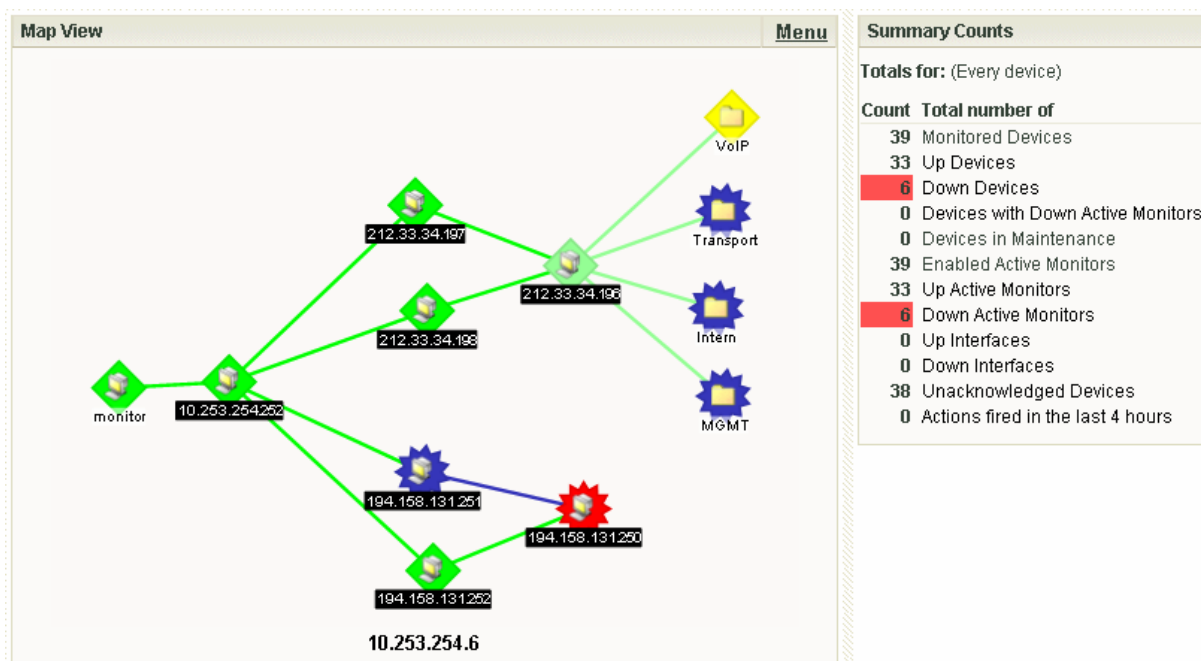 Map View
Menu
VoIP
212.33.34.197
Transport
212.33.34.196
Intern
212.33.34.198
monitor
10.253.254.252
MGMT
194.158.131.251
194.158.131.250
194.158.131.252
10.253.254.6
Summary Counts
Totals for: (Every device)
Count Total number of
39 Monitored Devices
33 Up Devices
6 Down Devices
0 Devices with Down Active Monitors
0 Devices in Maintenance
39 Enabled Active Monitors
33 Up Active Monitors
6 Down Active Monitors
0 Up Interfaces
0 Down Interfaces
38 Unacknowledged Devices
0 Actions fired in the last 4 hours